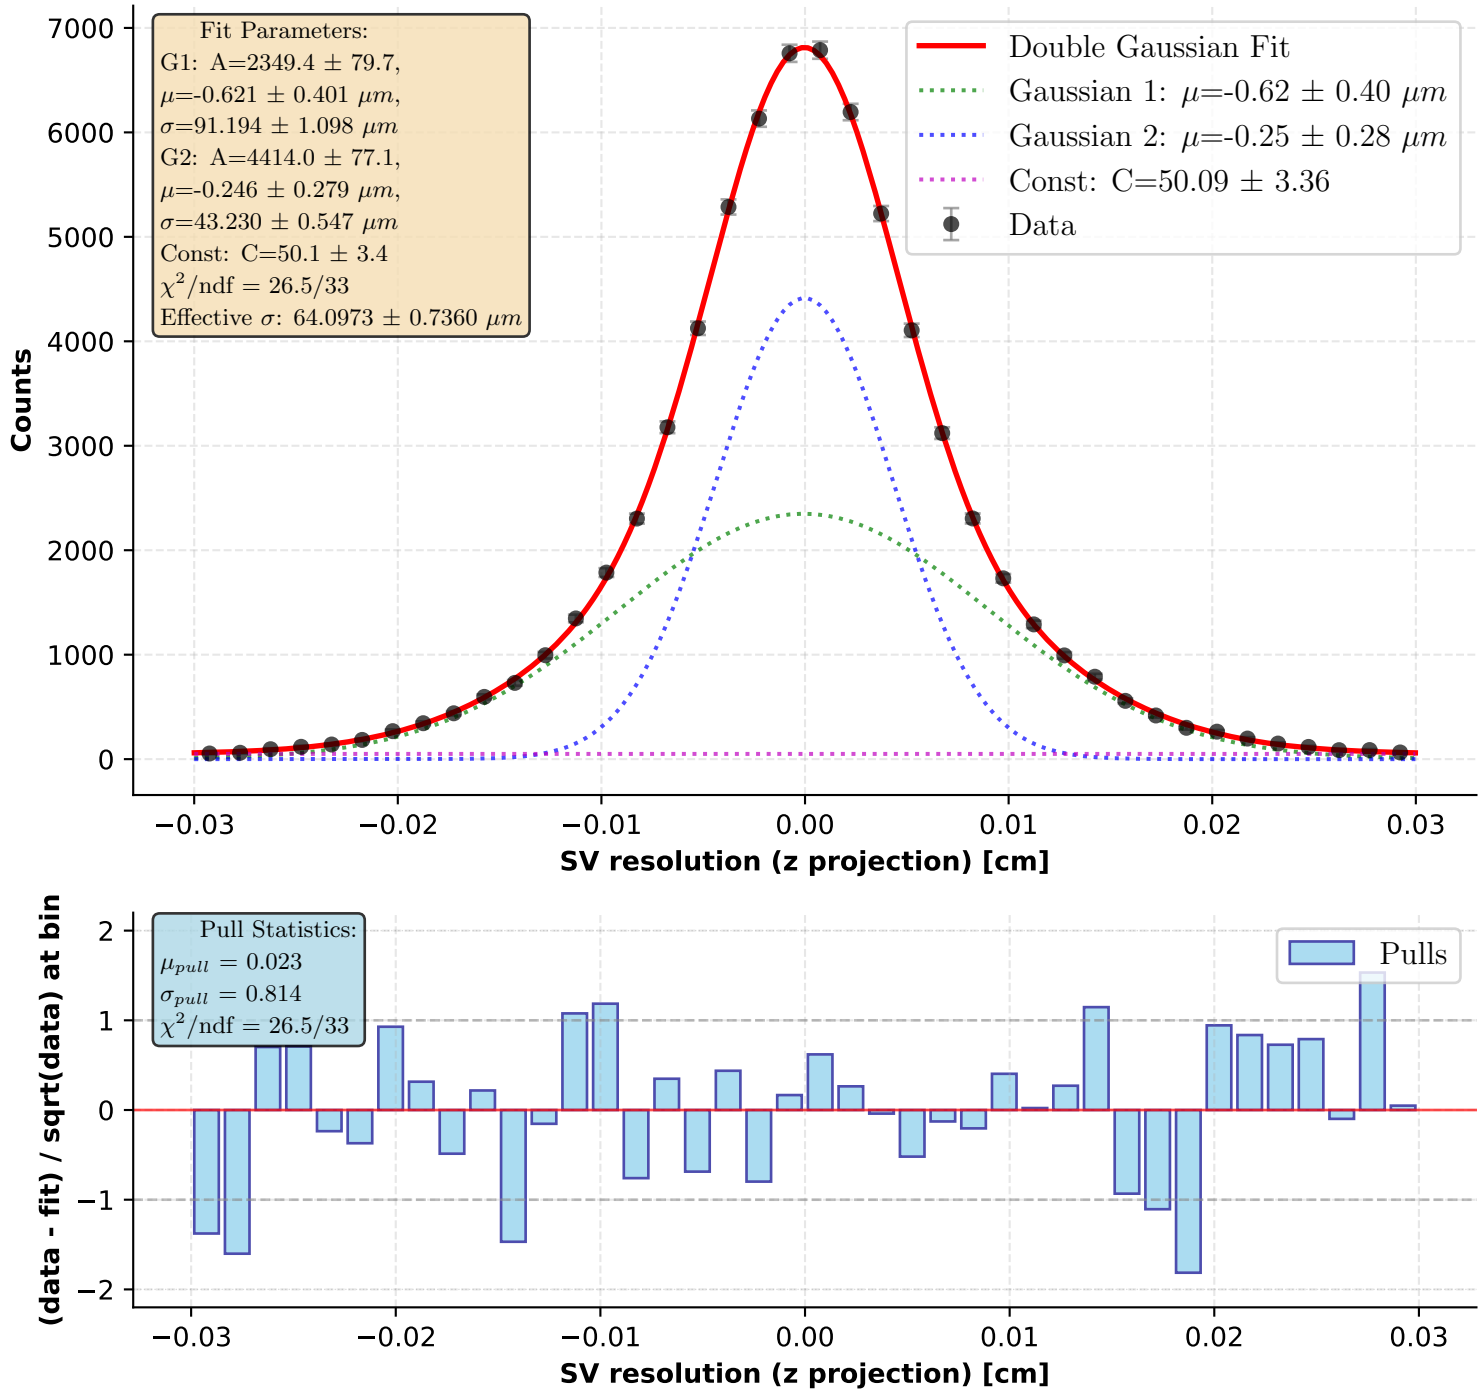 7000
6000
5000
4000
3000
2000
1000
0
Counts
Fit Parameters:
G1: A=2349.4 ± 79.7,
μ=-0.621 ± 0.401 μm,
σ=91.194 ± 1.098 μm
G2: A=4414.0 ± 77.1,
μ=-0.246 ± 0.279 μm,
σ=43.230 ± 0.547 μm
Const: C=50.1 ± 3.4
χ²/ndf = 26.5/33
Effective σ: 64.0973 ± 0.7360 μm
Double Gaussian Fit
Gaussian 1: μ=-0.62 ± 0.40 μm
Gaussian 2: μ=-0.25 ± 0.28 μm
Const: C=50.09 ± 3.36
Data
−0.03 −0.02 −0.01 0.00 0.01 0.02 0.03
SV resolution (z projection) [cm]
2
1
0
−1
−2
(data - fit) / sqrt(data) at bin
Pull Statistics:
μpull = 0.023
σpull = 0.814
χ²/ndf = 26.5/33
Pulls
−0.03 −0.02 −0.01 0.00 0.01 0.02 0.03
SV resolution (z projection) [cm]